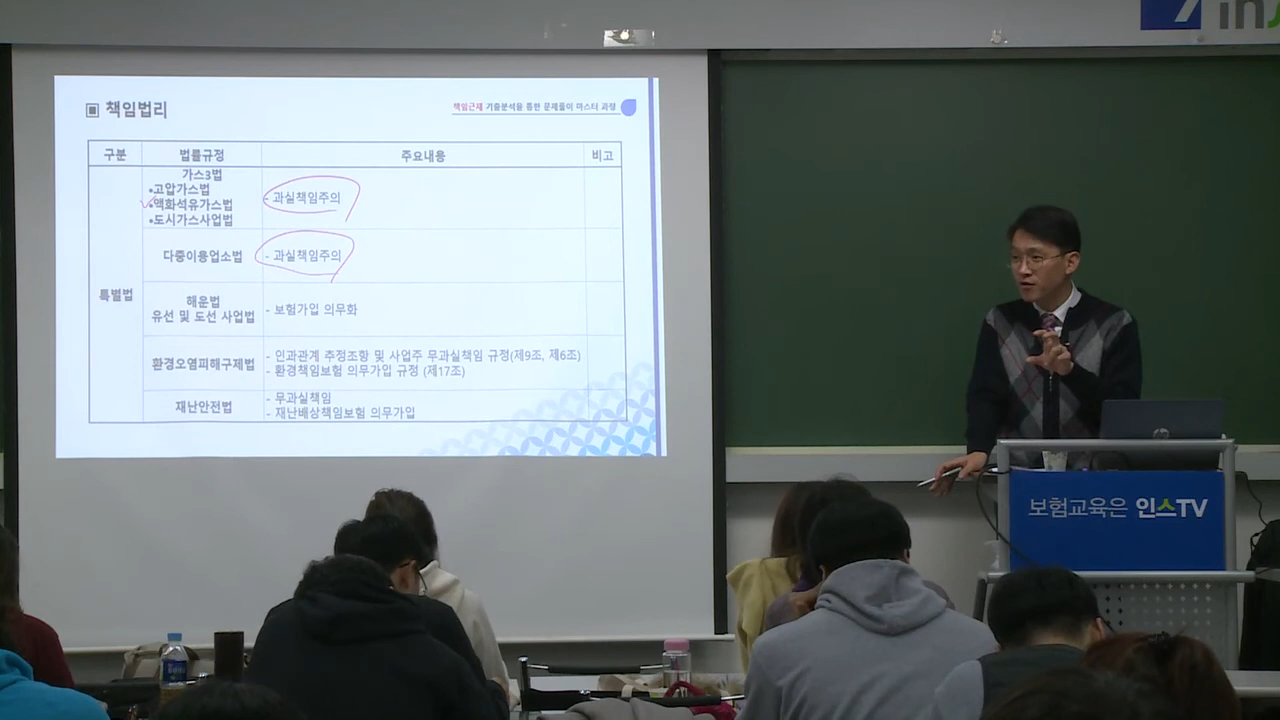 7 in
▣ 책임법리
책임근재 기출분석을 통한 문제풀이 마스터 과정
구분 법률규정 주요내용 비고
특별법
가스3법
•고압가스법
•액화석유가스법
•도시가스사업법
- 과실책임주의
다중이용업소법
- 과실책임주의
해운법
유선 및 도선 사업법
- 보험가입 의무화
환경오염피해구제법
- 인과관계 추정조항 및 사업주 무과실책임 규정(제9조, 제6조)
- 환경책임보험 의무가입 규정 (제17조)
재난안전법
- 무과실책임
- 재난배상책임보험 의무가입
hp
보험교육은 인스TV